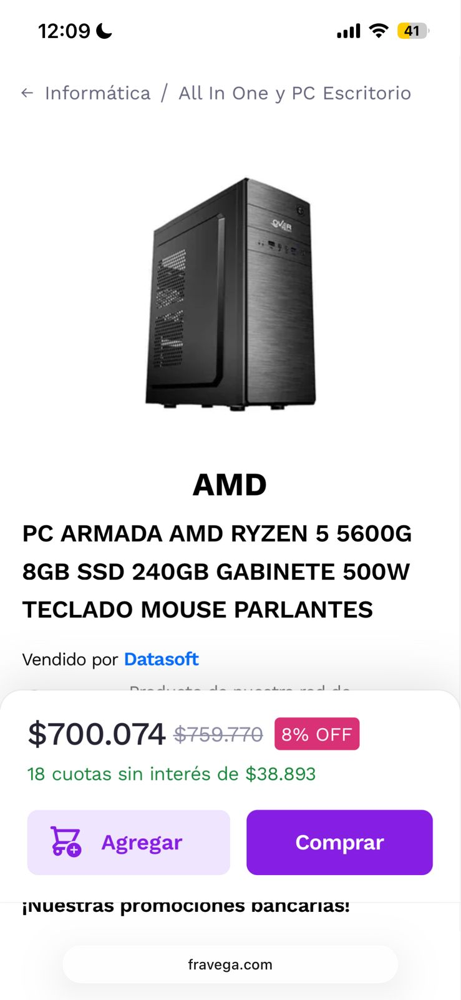 12:09
41
← Informática / All In One y PC Escritorio
OVER
AMD
PC ARMADA AMD RYZEN 5 5600G
8GB SSD 240GB GABINETE 500W
TECLADO MOUSE PARLANTES
Vendido por Datasoft
Producto de nuestra red de
$700.074 $759.770 8% OFF
18 cuotas sin interés de $38.893
Agregar
Comprar
¡Nuestras promociones bancarias!
fravega.com